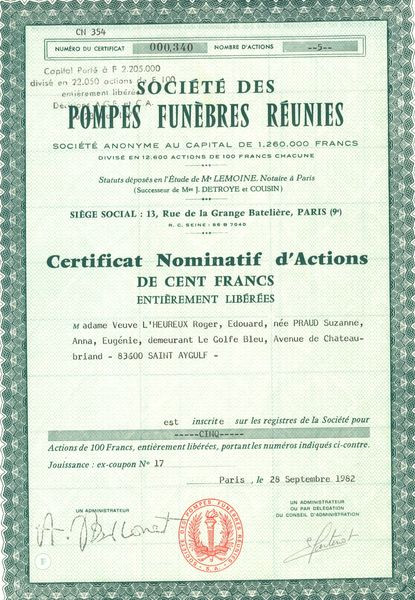 CN 354
NUMÉRO DU CERTIFICAT 000,340 NOMBRE D'ACTIONS --5--
Capital Porté à F 2.205.000
divisé en 22.050 actions de F 100
entièrement libérées
SOCIÉTÉ DES
POMPES FUNÈBRES RÉUNIES
SOCIÉTÉ ANONYME AU CAPITAL DE 1.260.000 FRANCS
DIVISÉ EN 12.600 ACTIONS DE 100 FRANCS CHACUNE
Statuts déposés en l'Étude de Me LEMOINE, Notaire à Paris
(Successeur de Mes J. DETROYE et COUSIN)
SIÈGE SOCIAL : 13, Rue de la Grange Batelière, PARIS (9e)
R. C. SEINE : 56 B 7040
Certificat Nominatif d'Actions
DE CENT FRANCS
ENTIÈREMENT LIBÉRÉES
Madame Veuve L'HEUREUX Roger, Edouard, née PRAUD Suzanne,
Anna, Eugénie, demeurant Le Golfe Bleu, Avenue de Chateau-
briand - 83400 SAINT AYGULF -
est inscrite sur les registres de la Société pour
-----CINQ-----
Actions de 100 Francs, entièrement libérées, portant les numéros indiqués ci-contre.
Jouissance : ex-coupon N° 17
Paris, le 28 Septembre 1982
UN ADMINISTRATEUR
UN ADMINISTRATEUR
OU PAR DÉLÉGATION
DU CONSEIL D'ADMINISTRATION
SOCIÉTÉ DES POMPES FUNÈBRES RÉUNIES
S.A.
F